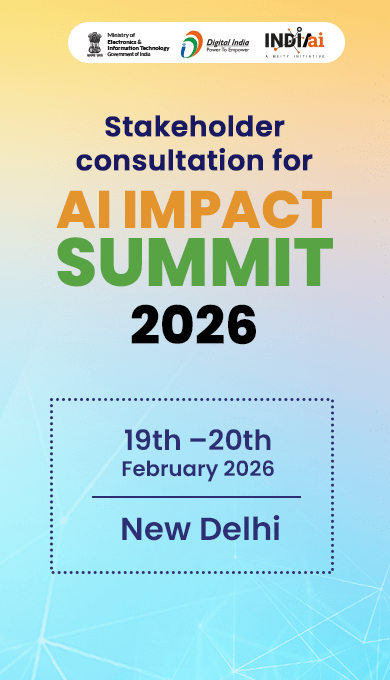 Ministry of
Electronics &
Information Technology
Government of India
Digital India
Power To Empower
INDIAai
A MEITY INITIATIVE
Stakeholder
consultation for
AI IMPACT
SUMMIT
2026
19th –20th
February 2026
New Delhi